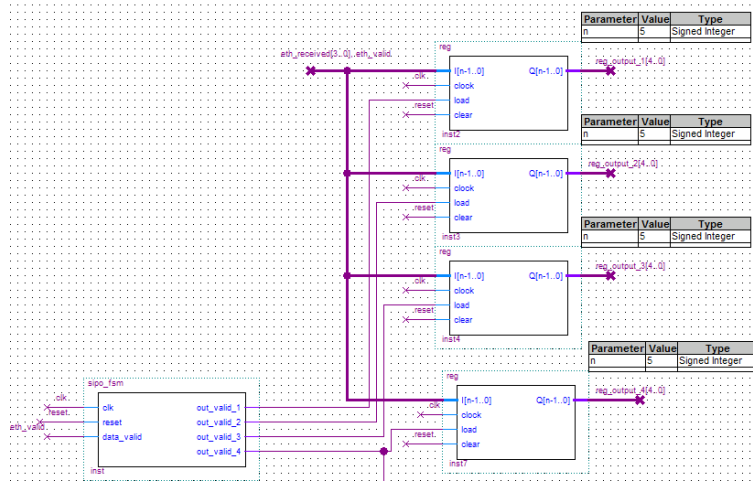 Parameter Value Type
n 5 Signed Integer
eth_received[3..0],eth_valid
reg
I[n-1..0] Q[n-1..0]
reg_output_1[4..0]
clk
clock
load
reset
clear
inst2
Parameter Value Type
n 5 Signed Integer
reg
I[n-1..0] Q[n-1..0]
reg_output_2[4..0]
clk
clock
load
reset
clear
inst3
Parameter Value Type
n 5 Signed Integer
reg
I[n-1..0] Q[n-1..0]
reg_output_3[4..0]
clk
clock
load
reset
clear
inst4
Parameter Value Type
n 5 Signed Integer
reg
I[n-1..0] Q[n-1..0]
reg_output_4[4..0]
clk
clock
load
reset
clear
inst7
sipo_fsm
clk
clk out_valid_1
reset
reset out_valid_2
eth_valid
data_valid out_valid_3
out_valid_4
inst